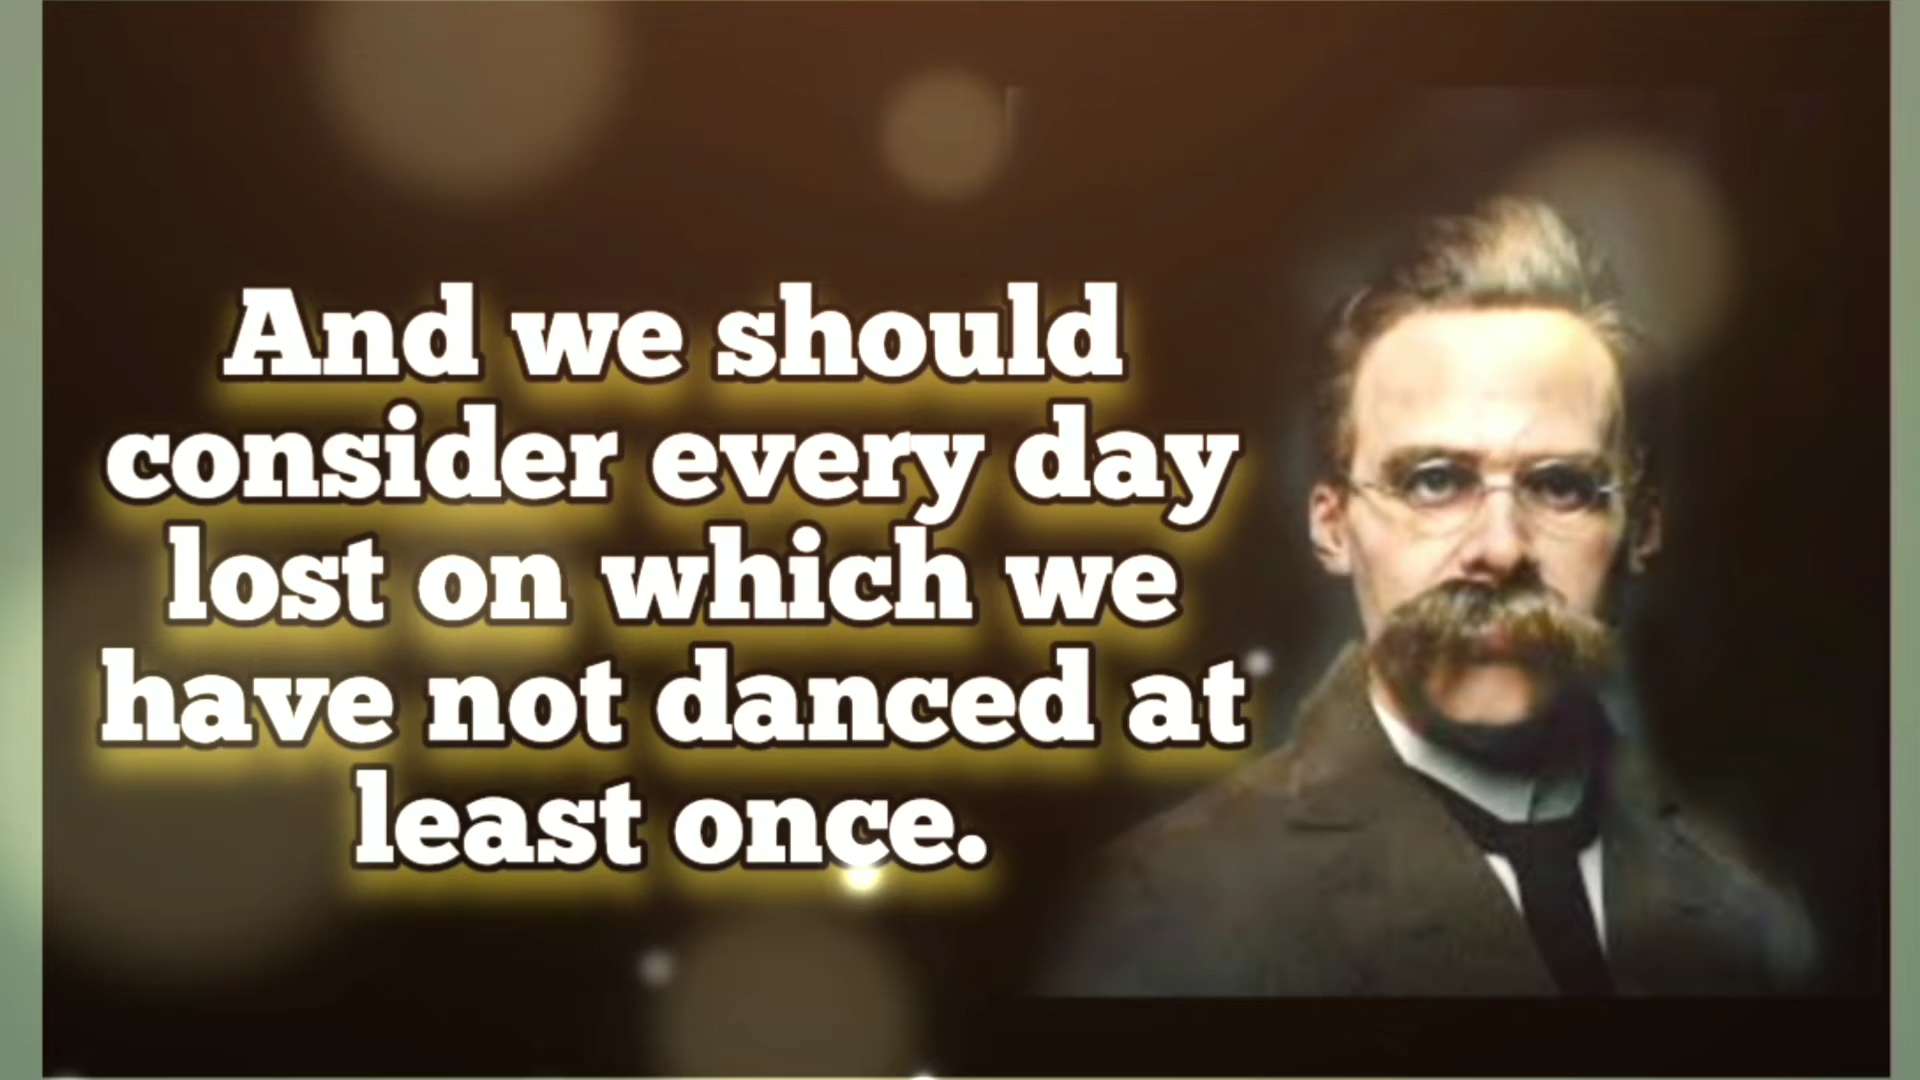 And we should
consider every day
lost on which we
have not danced at
least once.